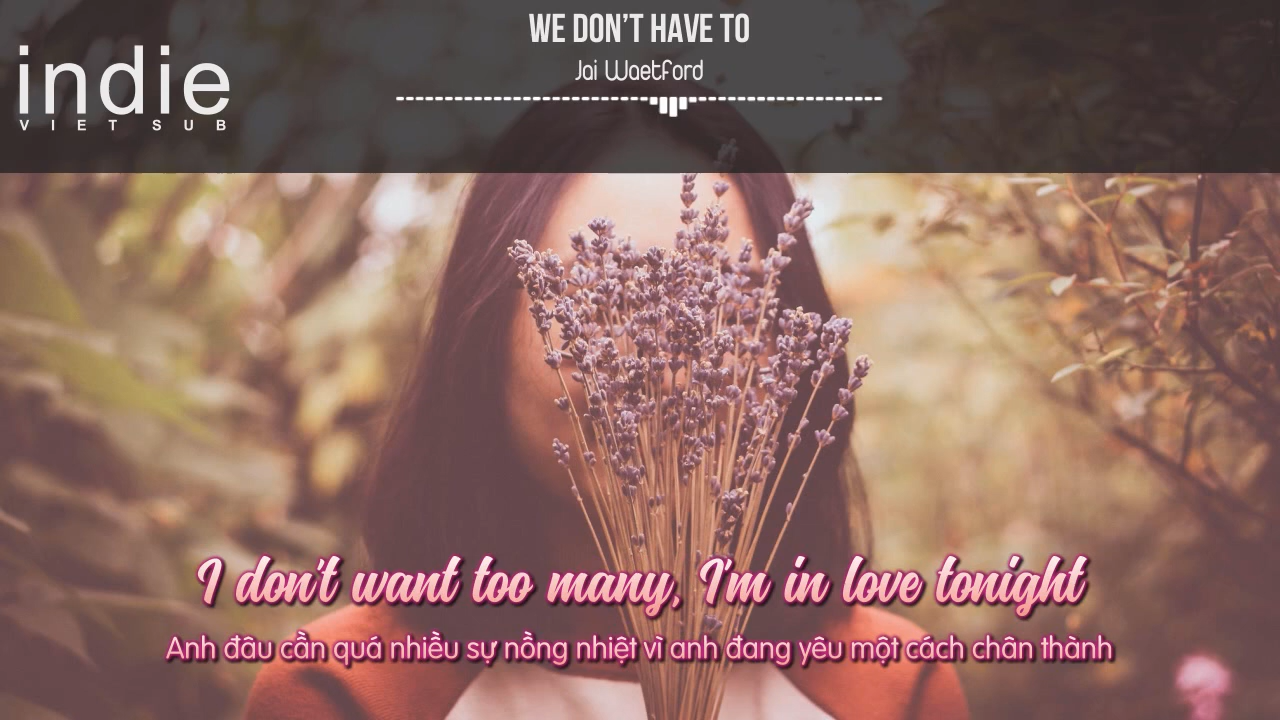 WE DON'T HAVE TO
Jai Waetford
indie
VIET SUB
I don't want too many, I'm in love tonight
Anh đâu cần quá nhiều sự nồng nhiệt vì anh đang yêu một cách chân thành